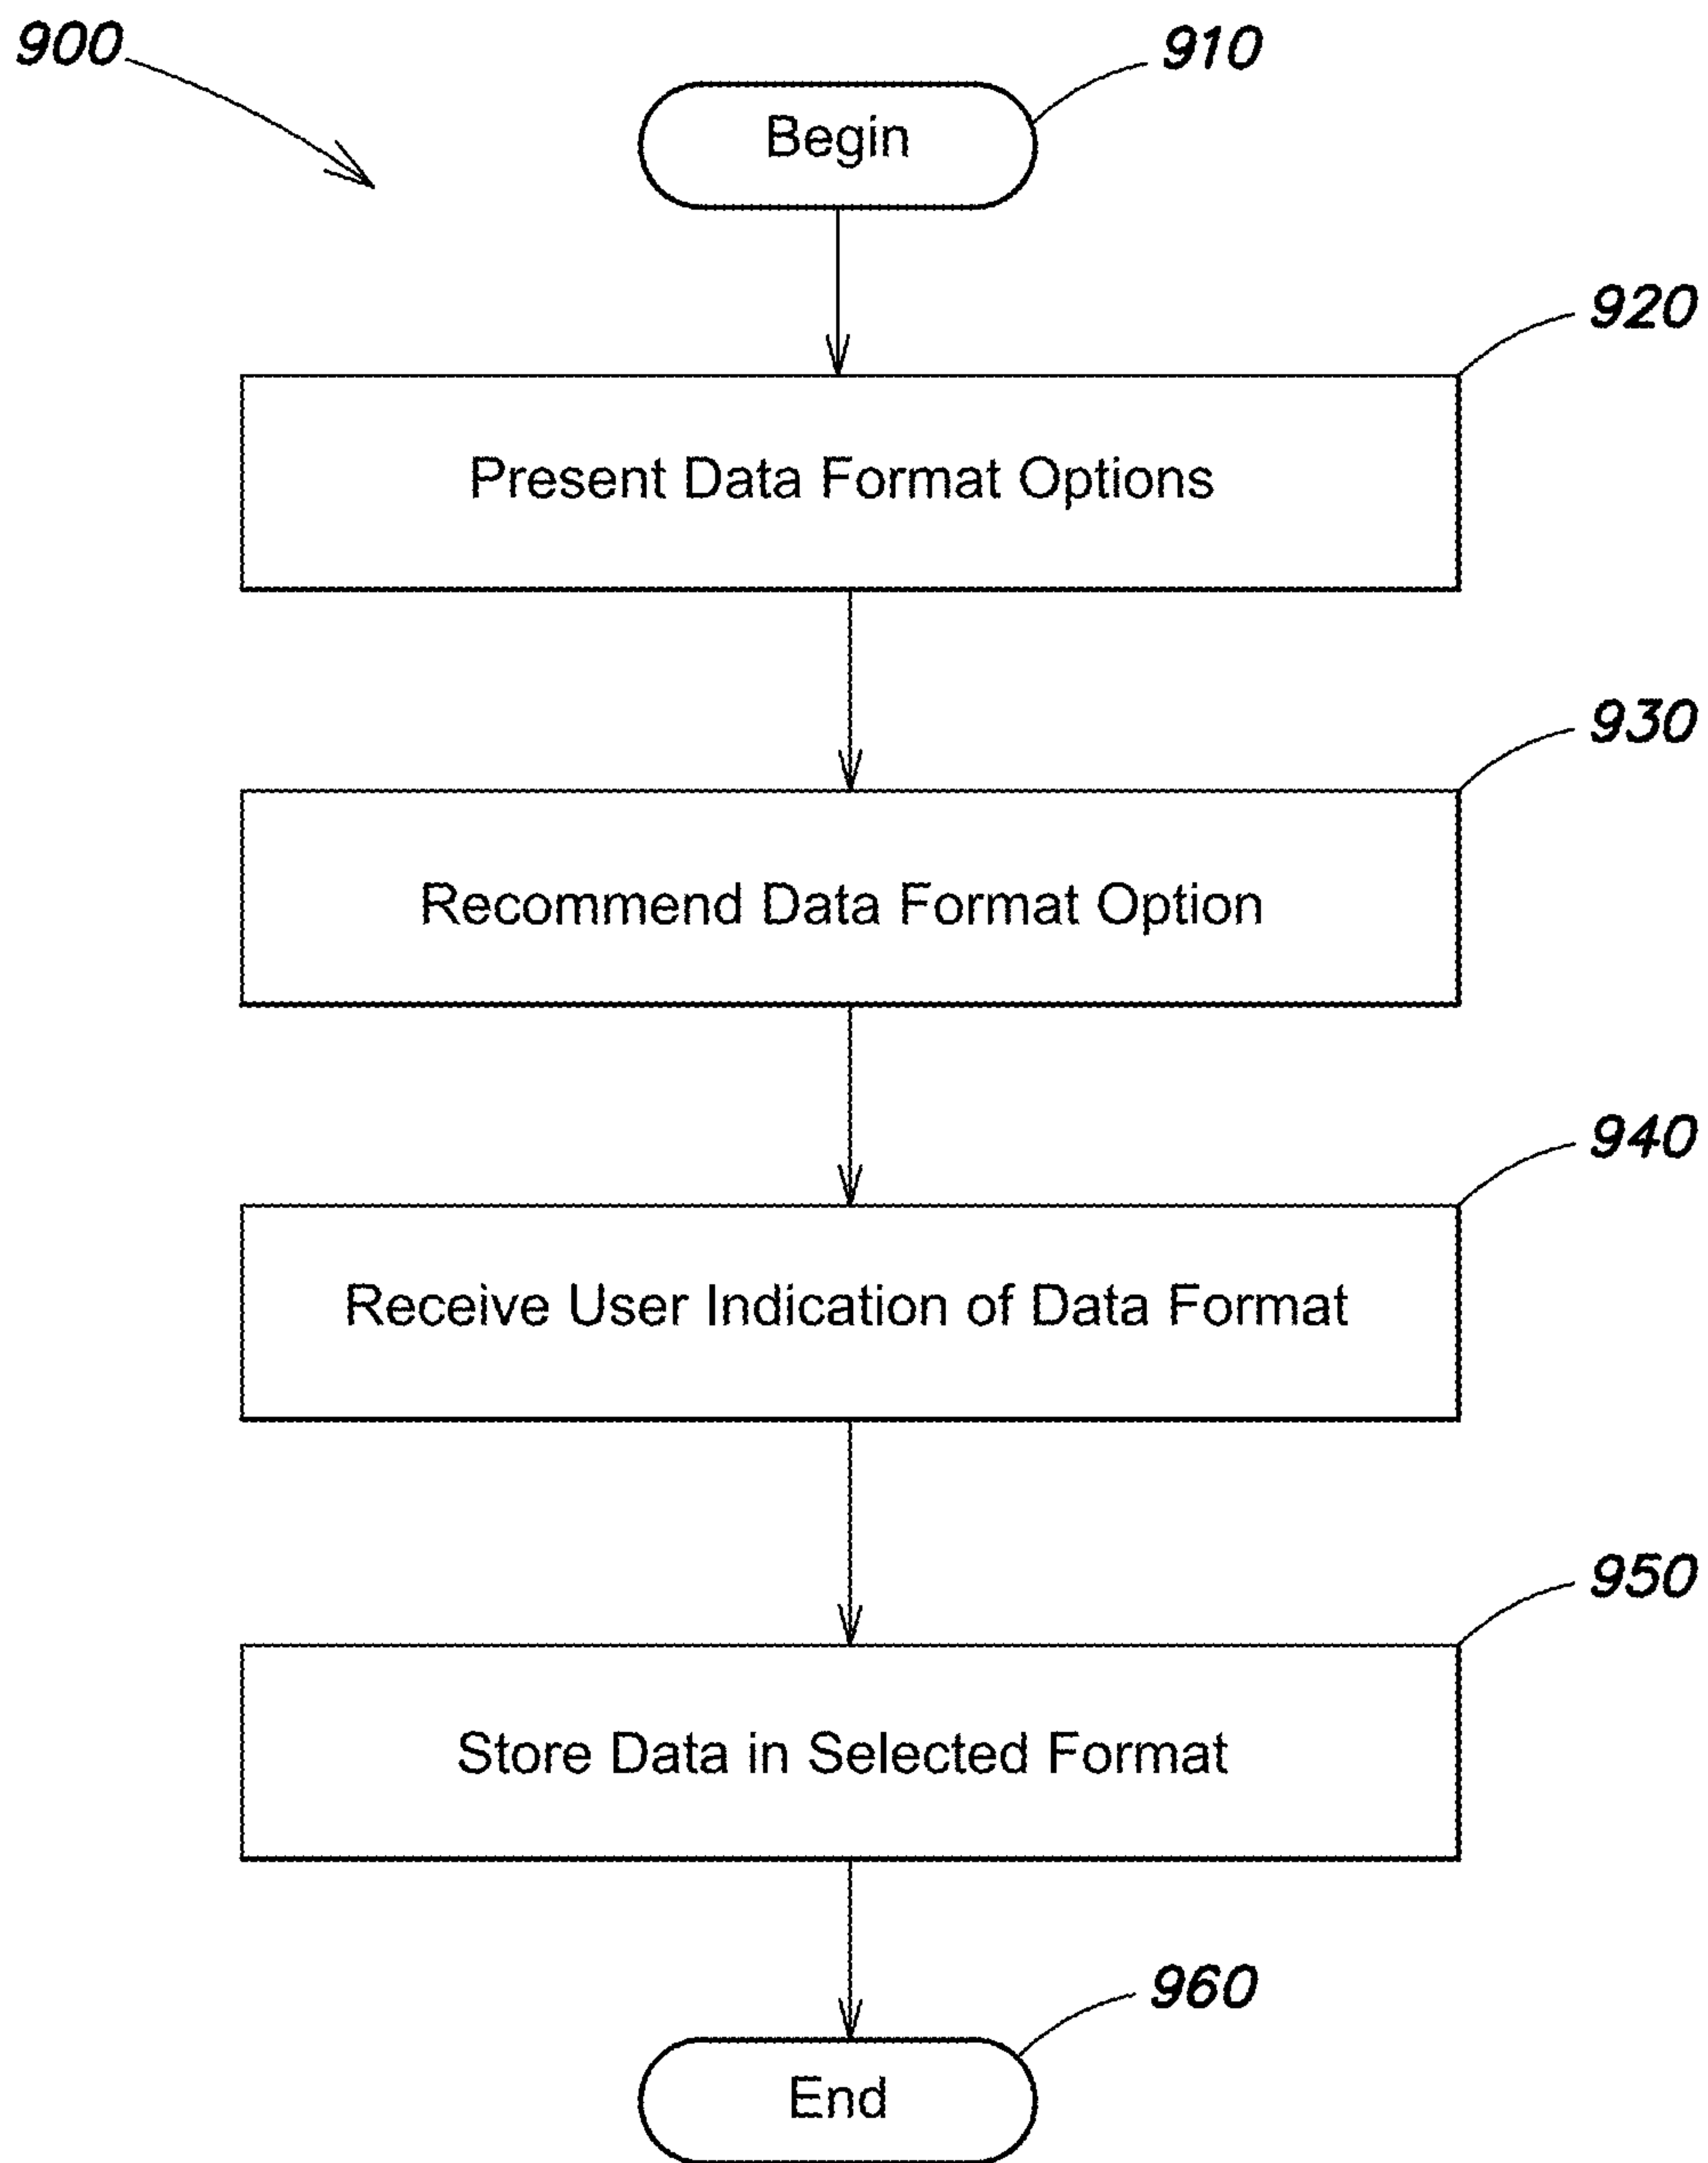 900
910
Begin
920
Present Data Format Options
930
Recommend Data Format Option
940
Receive User Indication of Data Format
950
Store Data in Selected Format
960
End